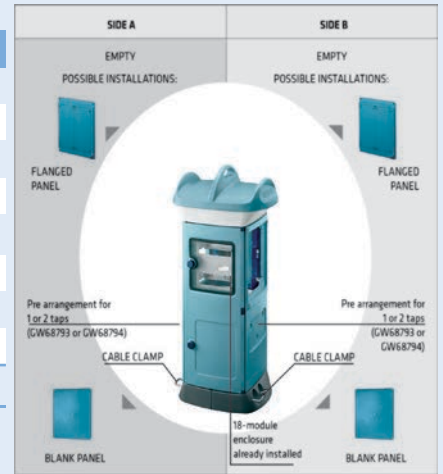 SIDE A
SIDE B
EMPTY
POSSIBLE INSTALLATIONS:
EMPTY
POSSIBLE INSTALLATIONS:
FLANGED
PANEL
FLANGED
PANEL
Pre arrangement for
1 or 2 taps
(GW68793 or GW68794)
Pre arrangement for
1 or 2 taps
(GW68793 or
GW68794)
CABLE CLAMP
CABLE CLAMP
18-module
enclosure
already installed
BLANK PANEL
BLANK PANEL